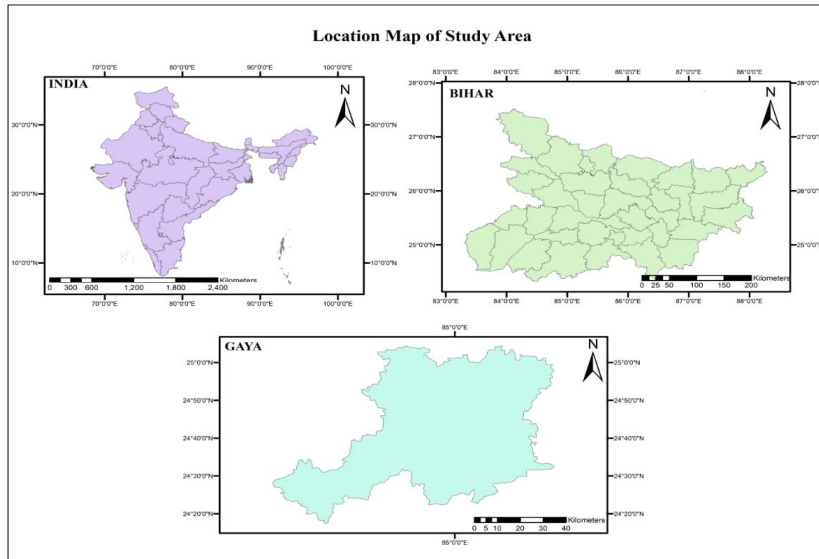 Location Map of Study Area
70°0'0"E 80°0'0"E 90°0'0"E 100°0'0"E
INDIA
N
30°0'0"N 30°0'0"N
20°0'0"N 20°0'0"N
10°0'0"N 10°0'0"N
Kilometers
0 300 600 1,200 1,800 2,400
70°0'0"E 80°0'0"E 90°0'0"E 100°0'0"E
83°0'0"E 84°0'0"E 85°0'0"E 86°0'0"E 87°0'0"E 88°0'0"E
28°0'0"N 28°0'0"N
BIHAR
N
27°0'0"N 27°0'0"N
26°0'0"N 26°0'0"N
25°0'0"N 25°0'0"N
Kilometers
0 25 50 100 150 200
83°0'0"E 84°0'0"E 85°0'0"E 86°0'0"E 87°0'0"E 88°0'0"E
85°0'0"E
GAYA
N
25°0'0"N 25°0'0"N
24°50'0"N 24°50'0"N
24°40'0"N 24°40'0"N
24°30'0"N 24°30'0"N
24°20'0"N 24°20'0"N
Kilometers
0 5 10 20 30 40
85°0'0"E